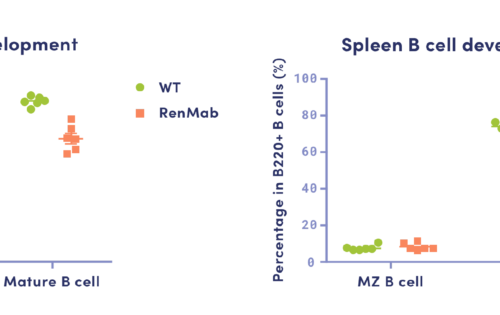 elopment
WT
RenMab
Mature B cell
Spleen B cell deve
Percentage in B220+ B cells (%)
100
80
60
40
20
0
MZ B cell